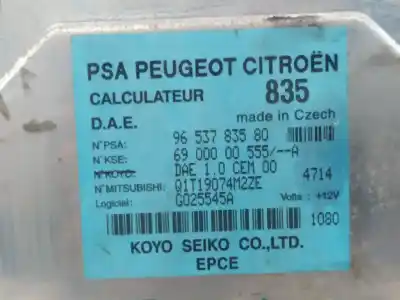 PSA PEUGEOT CITROËN
CALCULATEUR 835
D.A.E. made in Czech
N°PSA: 96 537 835 80
N°KSE: 69 000 00 555/--A
N°KOYO: DAE 1.0 CEM 00 4714
N°MITSUBISHI: Q1T19074M2ZE
Logiciel: G025545A Volts : +12V
1080
KOYO SEIKO CO.,LTD.
EPCE